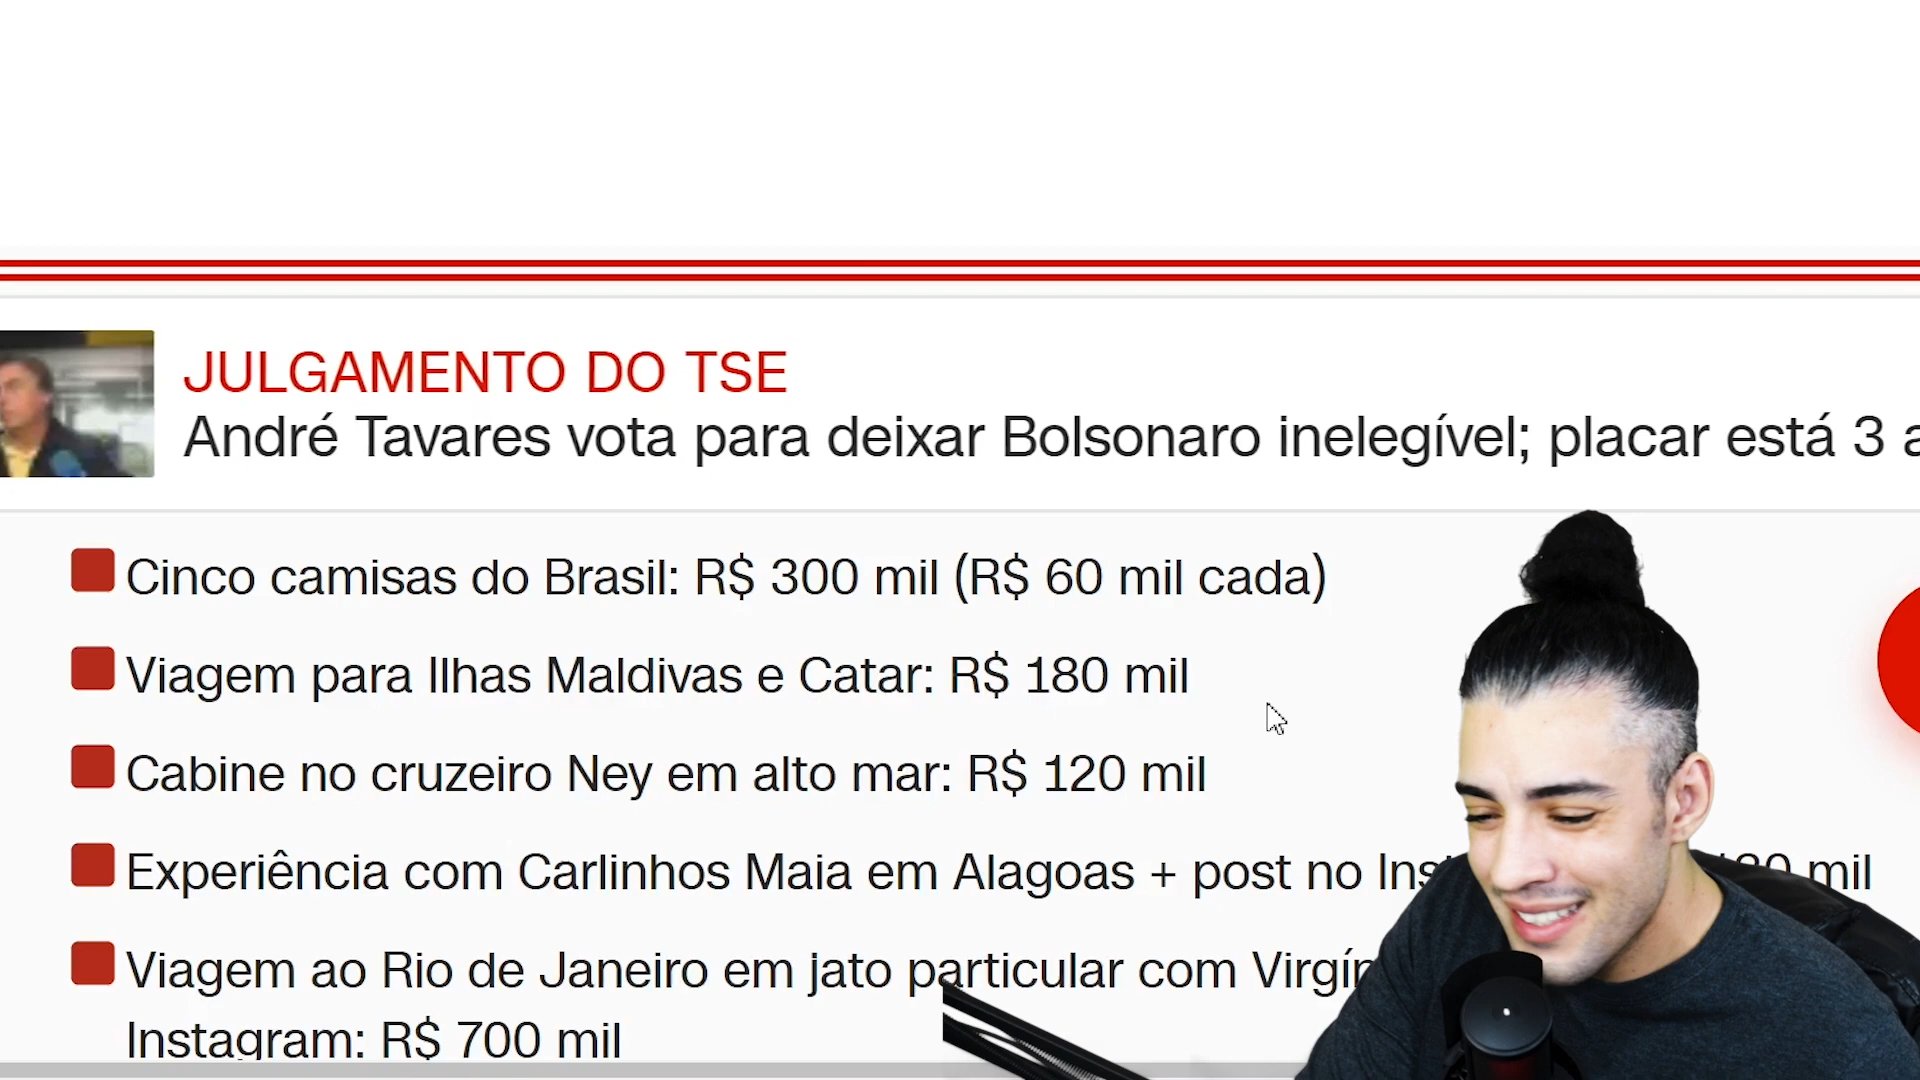 JULGAMENTO DO TSE
André Tavares vota para deixar Bolsonaro inelegível; placar está 3
Cinco camisas do Brasil: R$ 300 mil (R$ 60 mil cada)
Viagem para Ilhas Maldivas e Catar: R$ 180 mil
Cabine no cruzeiro Ney em alto mar: R$ 120 mil
Experiência com Carlinhos Maia em Alagoas + post no mil
Viagem ao Rio de Janeiro em jato particular com
Instagram: R$ 700 mil